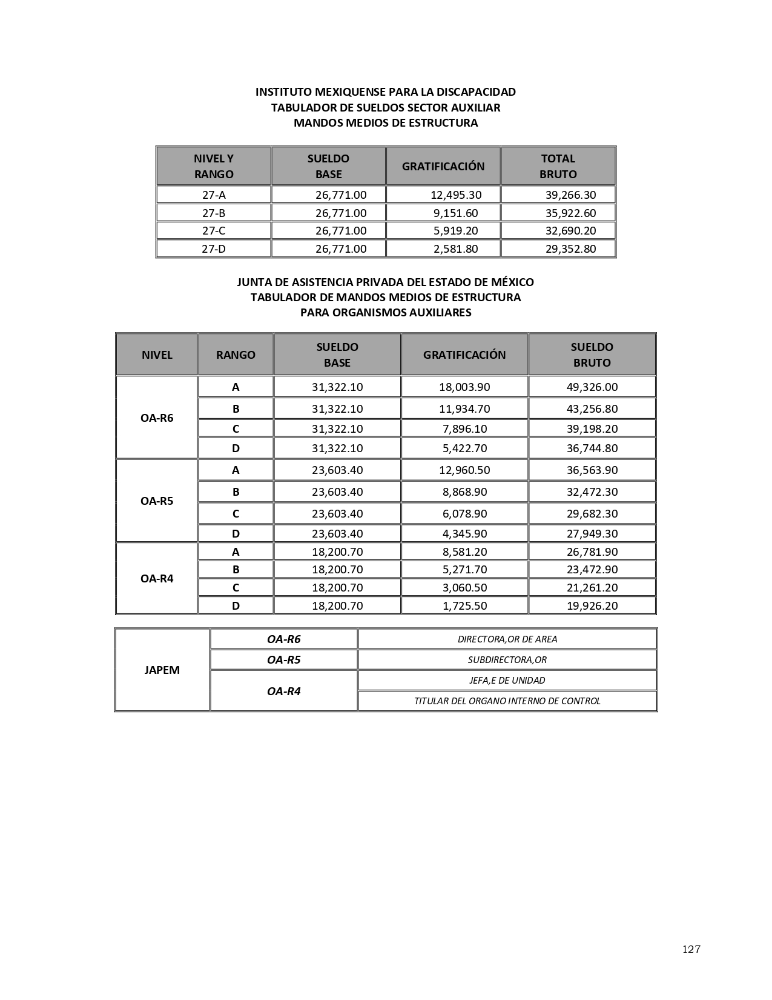 INSTITUTO MEXIQUENSE PARA LA DISCAPACIDAD
TABULADOR DE SUELDOS SECTOR AUXILIAR
MANDOS MEDIOS DE ESTRUCTURA
NIVEL Y RANGO SUELDO BASE GRATIFICACIÓN TOTAL BRUTO
27-A 26,771.00 12,495.30 39,266.30
27-B 26,771.00 9,151.60 35,922.60
27-C 26,771.00 5,919.20 32,690.20
27-D 26,771.00 2,581.80 29,352.80
JUNTA DE ASISTENCIA PRIVADA DEL ESTADO DE MÉXICO
TABULADOR DE MANDOS MEDIOS DE ESTRUCTURA
PARA ORGANISMOS AUXILIARES
NIVEL RANGO SUELDO BASE GRATIFICACIÓN SUELDO BRUTO
OA-R6 A 31,322.10 18,003.90 49,326.00
B 31,322.10 11,934.70 43,256.80
C 31,322.10 7,896.10 39,198.20
D 31,322.10 5,422.70 36,744.80
OA-R5 A 23,603.40 12,960.50 36,563.90
B 23,603.40 8,868.90 32,472.30
C 23,603.40 6,078.90 29,682.30
D 23,603.40 4,345.90 27,949.30
OA-R4 A 18,200.70 8,581.20 26,781.90
B 18,200.70 5,271.70 23,472.90
C 18,200.70 3,060.50 21,261.20
D 18,200.70 1,725.50 19,926.20
JAPEM OA-R6 DIRECTORA,OR DE AREA
OA-R5 SUBDIRECTORA,OR
OA-R4 JEFA,E DE UNIDAD
TITULAR DEL ORGANO INTERNO DE CONTROL
127